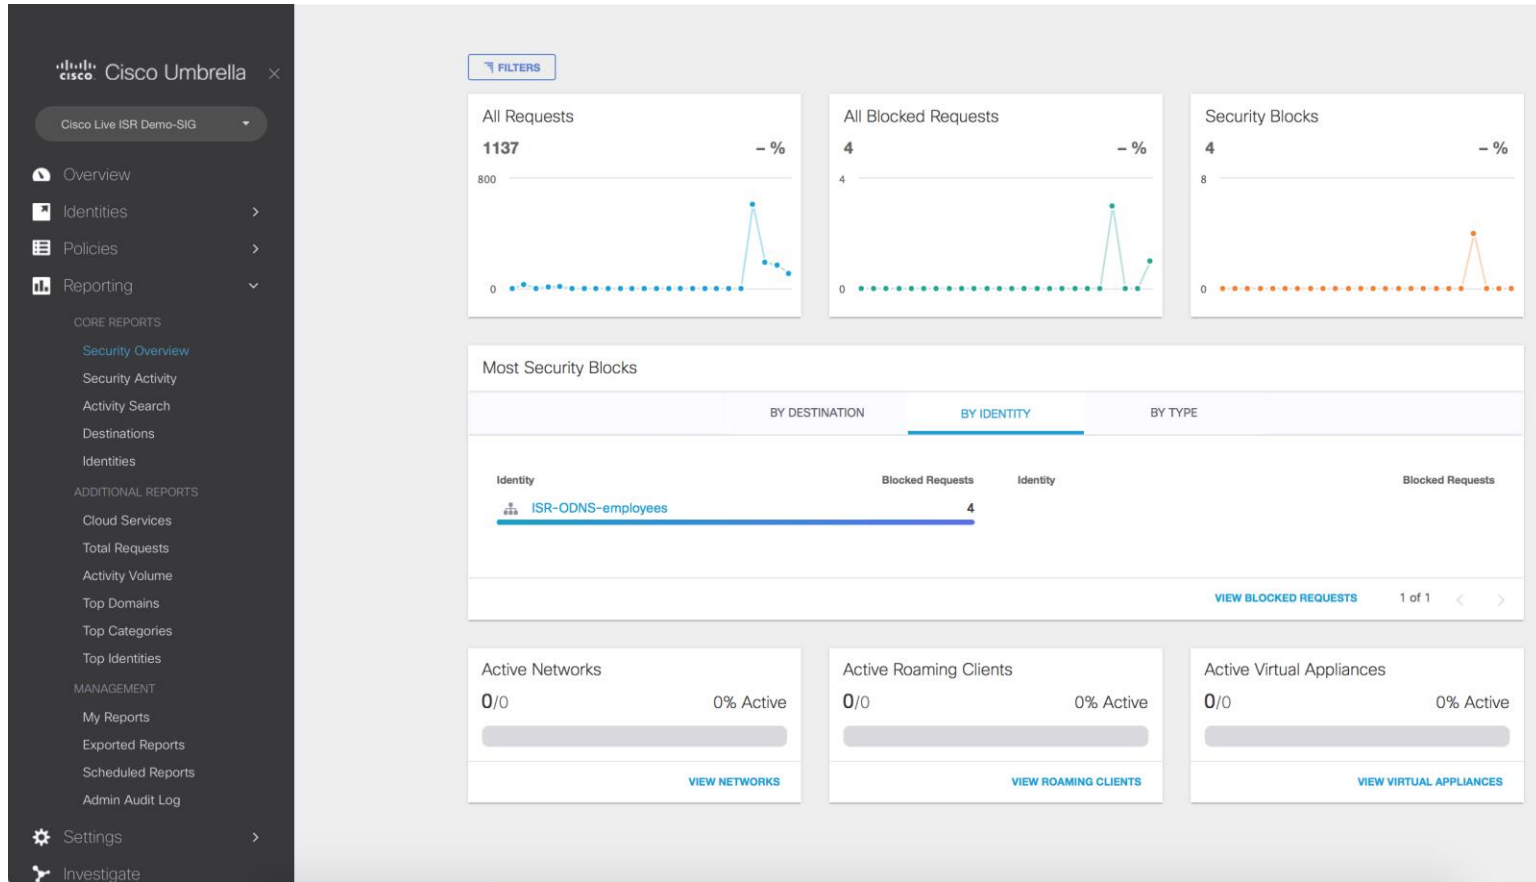 cisco Cisco Umbrella ×
Cisco Live ISR Demo-SIG
Overview
Identities
Policies
Reporting
CORE REPORTS
Security Overview
Security Activity
Activity Search
Destinations
Identities
ADDITIONAL REPORTS
Cloud Services
Total Requests
Activity Volume
Top Domains
Top Categories
Top Identities
MANAGEMENT
My Reports
Exported Reports
Scheduled Reports
Admin Audit Log
Settings
Investigate
FILTERS
All Requests
1137 – %
800
0
All Blocked Requests
4 – %
4
0
Security Blocks
4 – %
8
0
Most Security Blocks
BY DESTINATION BY IDENTITY BY TYPE
Identity Blocked Requests Identity Blocked Requests
ISR-ODNS-employees 4
VIEW BLOCKED REQUESTS 1 of 1
Active Networks
0/0 0% Active
VIEW NETWORKS
Active Roaming Clients
0/0 0% Active
VIEW ROAMING CLIENTS
Active Virtual Appliances
0/0 0% Active
VIEW VIRTUAL APPLIANCES